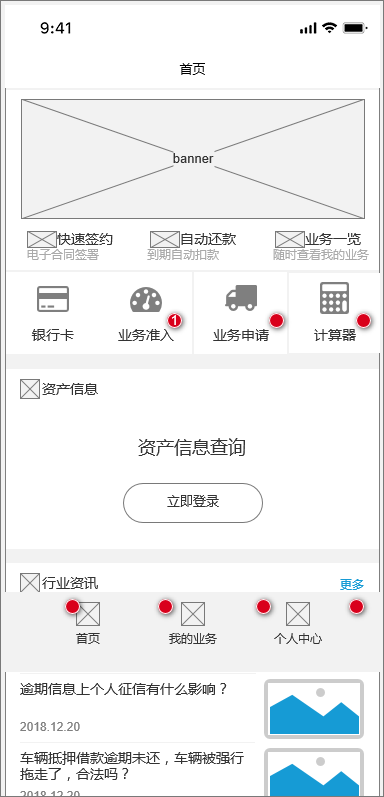 9:41
首页
banner
快速签约 自动还款 业务一览
电子合同签署 到期自动扣款 随时查看我的业务
银行卡 业务准入 1 业务申请 计算器
资产信息
资产信息查询
立即登录
行业资讯 更多
首页 我的业务 个人中心
逾期信息上个人征信有什么影响？
2018.12.20
车辆抵押借款逾期未还，车辆被强行
拖走了，合法吗？
2018.12.20